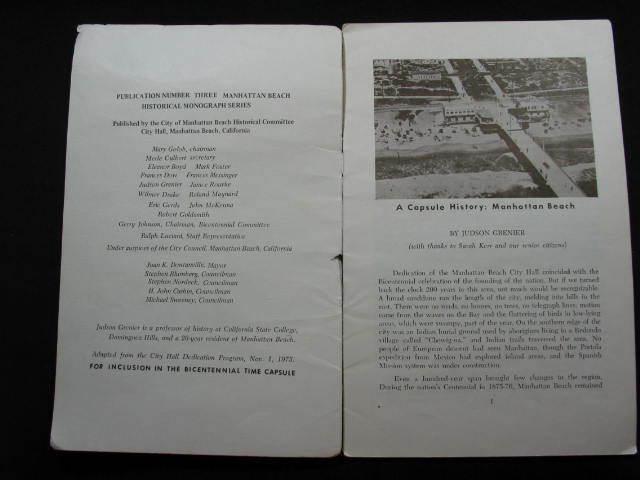 PUBLICATION NUMBER THREE MANHATTAN BEACH
HISTORICAL MONOGRAPH SERIES
Published by the City of Manhattan Beach Historical Committee
City Hall, Manhattan Beach, California
Mary Golob, chairman
Merle Culbert secretary
Eleanor Boyd Mark Foster
Frances Dow Frances Messinger
Judson Grenier Janice Rourke
Wilmer Drake Roland Maynard
Eric Gerds John McKenna
Robert Goldsmith
Gerry Johnson, Chairman, Bicentennial Committee
Ralph Luciani, Staff Representative
Under auspices of the City Council, Manhattan Beach, California
Joan K. Dontanville, Mayor
Stephen Blumberg, Councilman
Stephen Nordeck, Councilman
H. John Cashin, Councilman
Michael Sweeney, Councilman
Judson Grenier is a professor of history at California State College,
Dominguez Hills, and a 20-year resident of Manhattan Beach.
Adapted from the City Hall Dedication Program, Nov. 1, 1975.
FOR INCLUSION IN THE BICENTENNIAL TIME CAPSULE
A Capsule History: Manhattan Beach
BY JUDSON GRENIER
(with thanks to Sarah Kerr and our senior citizens)
Dedication of the Manhattan Beach City Hall coincided with the
Bicentennial celebration of the founding of the nation. But if we turned
back the clock 200 years in this area, not much would be recognizable.
A broad sandhill ran the length of the city, melding into hills to the
east. There were no roads, no houses, no trees, no telegraph lines; motion
came from the waves on the Bay and the fluttering of birds in low-lying
areas, which were swampy, part of the year. On the southern edge of the
city was an Indian burial ground used by aborigines living in a Redondo
village called "Chowig-na," and Indian trails traversed the area. No
people of European descent had seen Manhattan, though the Portola
expedition from Mexico had explored inland areas, and the Spanish
Mission system was under construction.
Even a hundred-year span brought few changes in the region.
During the nation's Centennial in 1875-76, Manhattan Beach remained
1